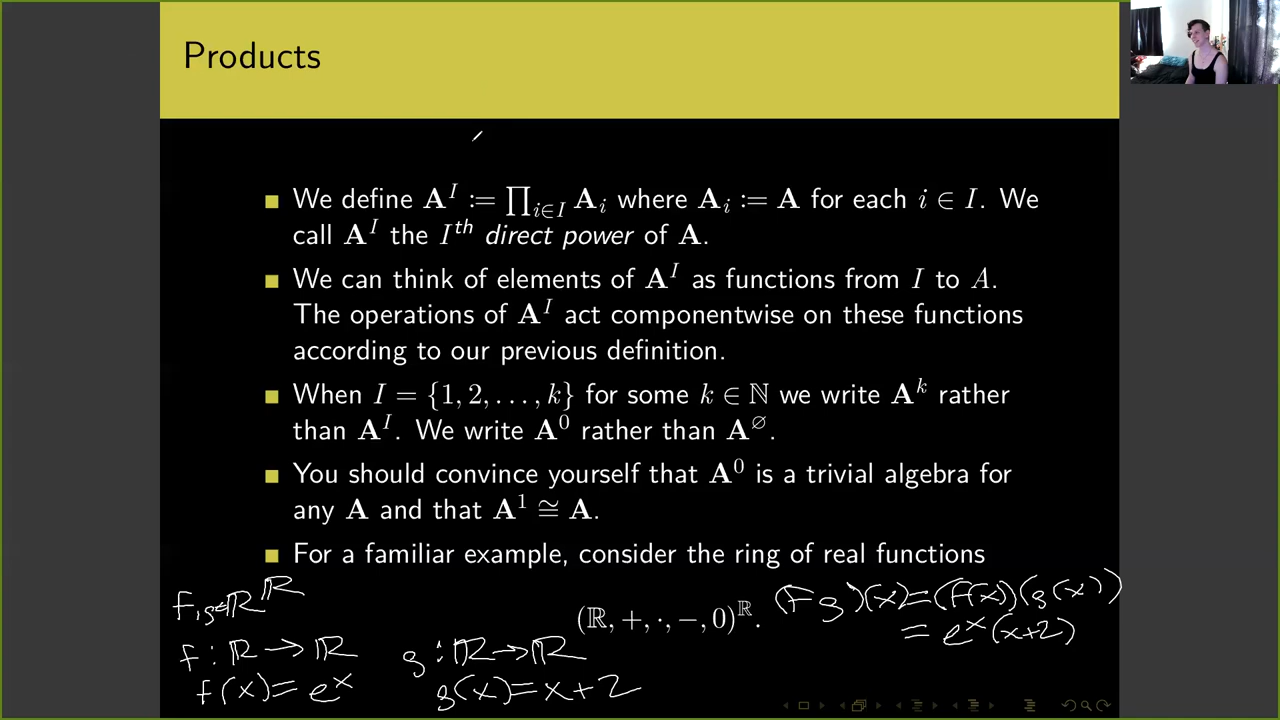 Products
We define A^I := ∏_{i∈I} A_i where A_i := A for each i ∈ I. We
call A^I the I^{th} direct power of A.
We can think of elements of A^I as functions from I to A.
The operations of A^I act componentwise on these functions
according to our previous definition.
When I = {1, 2, . . . , k} for some k ∈ ℕ we write A^k rather
than A^I. We write A^0 rather than A^∅.
You should convince yourself that A^0 is a trivial algebra for
any A and that A^1 ≅ A.
For a familiar example, consider the ring of real functions
(ℝ, +, ·, −, 0)^ℝ.
f,g∈ℝ^ℝ
f : ℝ → ℝ
f(x) = e^x
g : ℝ → ℝ
g(x) = x+2
(fg)(x) = (f(x))(g(x))
= e^x(x+2)